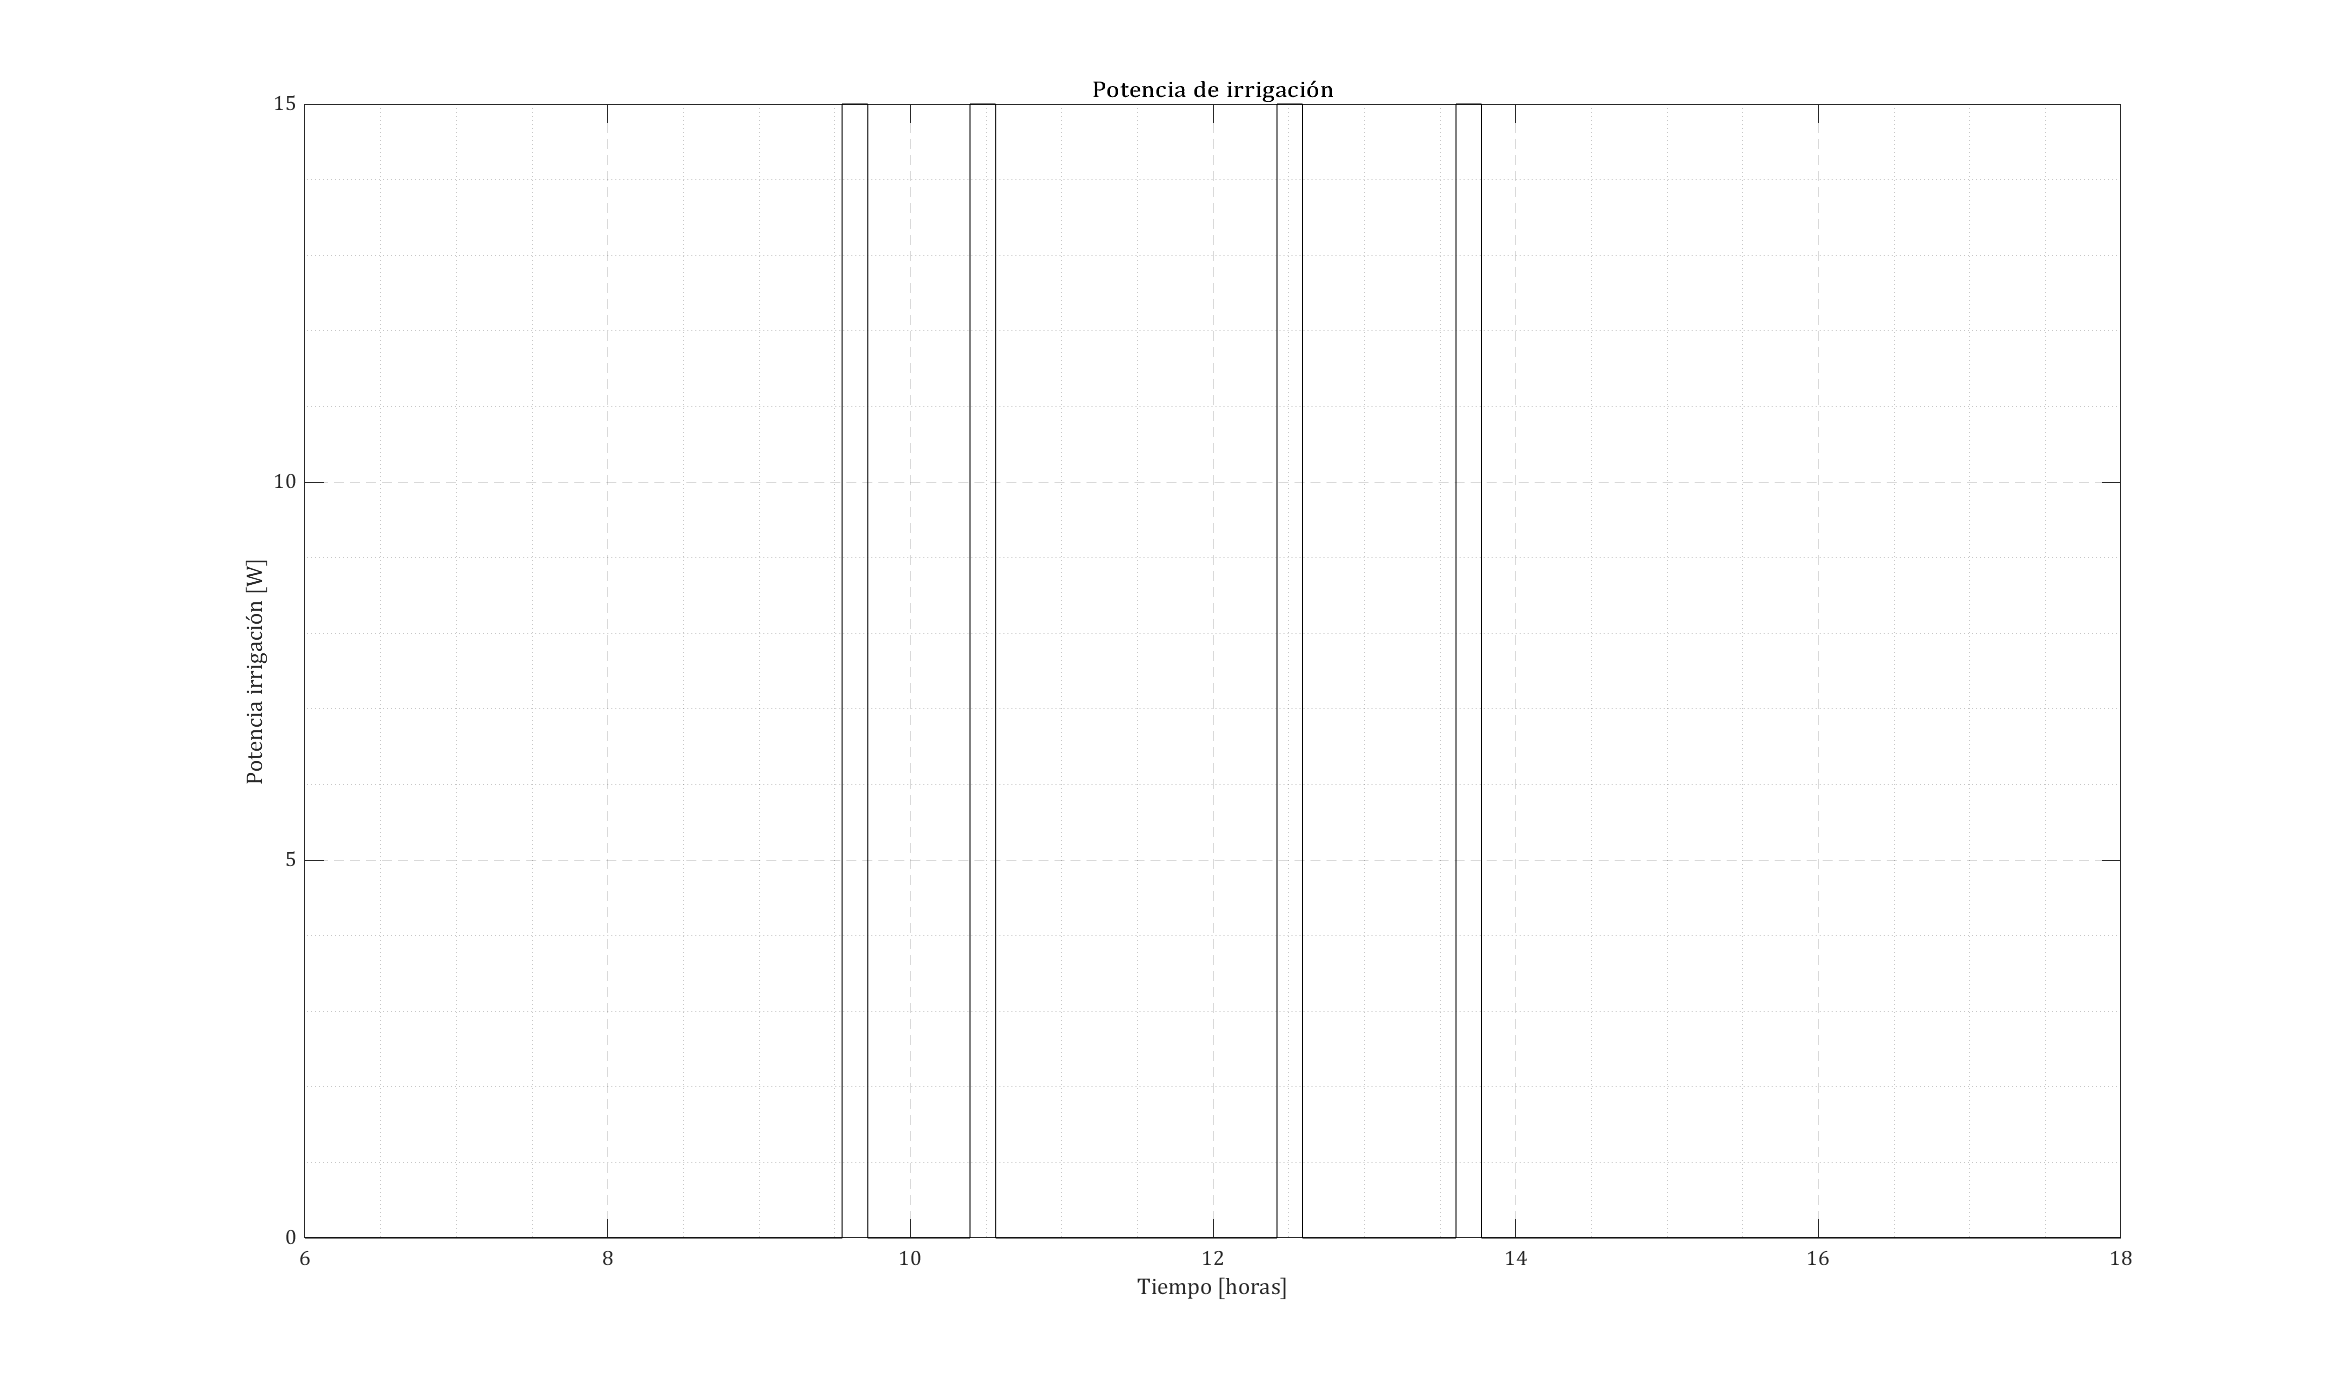 Potencia de irrigación
15
10
5
0
Potencia irrigación [W]
6 8 10 12 14 16 18
Tiempo [horas]